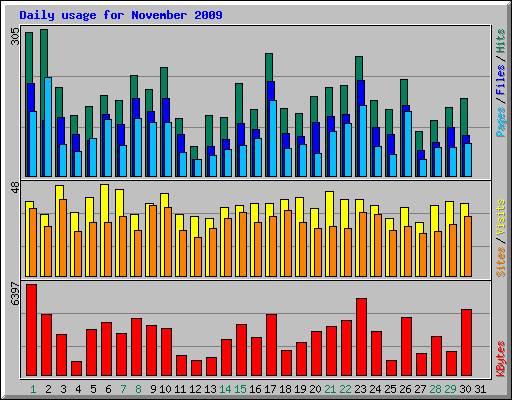 Daily usage for November 2009
305
48
6397
Pages / Files / Hits
Sites / Visits
KBytes
1 2 3 4 5 6 7 8 9 10 11 12 13 14 15 16 17 18 19 20 21 22 23 24 25 26 27 28 29 30 31